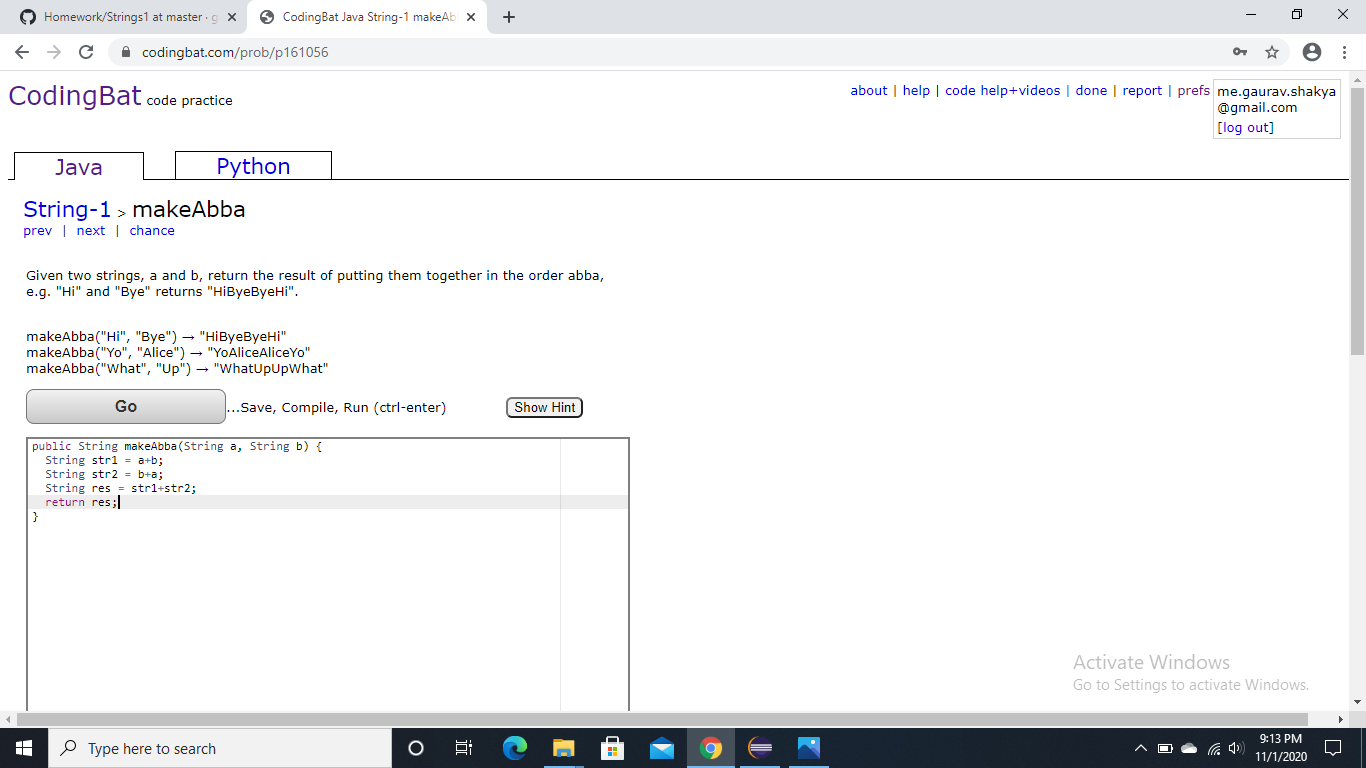 Homework/Strings1 at master · g
CodingBat Java String-1 makeAb
codingbat.com/prob/p161056
CodingBat code practice
about | help | code help+videos | done | report | prefs
me.gaurav.shakya
@gmail.com
[log out]
Java
Python
String-1 > makeAbba
prev | next | chance
Given two strings, a and b, return the result of putting them together in the order abba,
e.g. "Hi" and "Bye" returns "HiByeByeHi".
makeAbba("Hi", "Bye") → "HiByeByeHi"
makeAbba("Yo", "Alice") → "YoAliceAliceYo"
makeAbba("What", "Up") → "WhatUpUpWhat"
Go ...Save, Compile, Run (ctrl-enter) Show Hint
public String makeAbba(String a, String b) {
String str1 = a+b;
String str2 = b+a;
String res = str1+str2;
return res;
}
Activate Windows
Go to Settings to activate Windows.
Type here to search
9:13 PM
11/1/2020